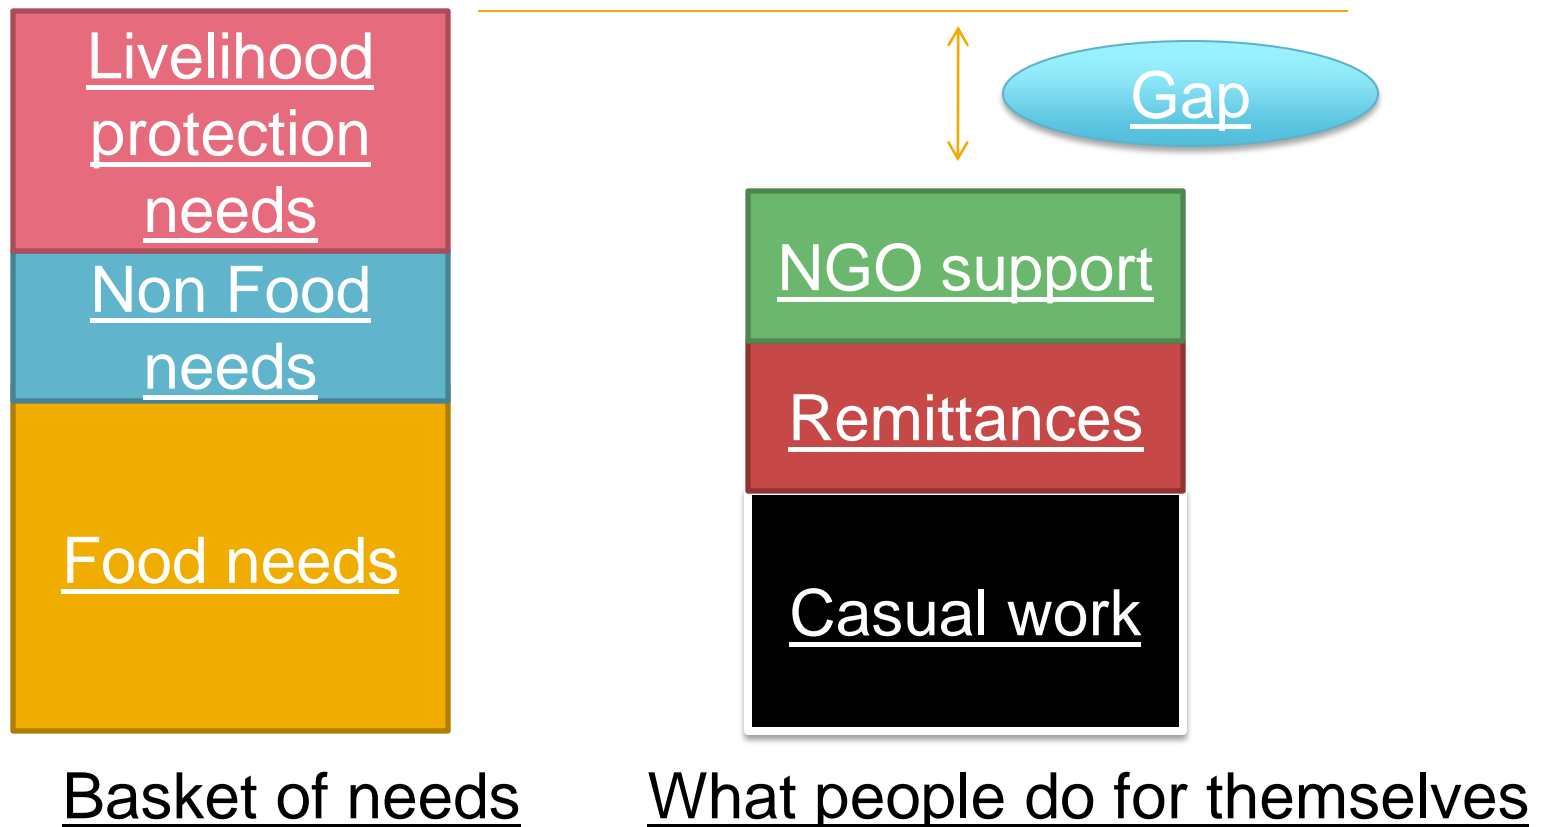 Livelihood
protection
needs
Non Food
needs
Food needs
Basket of needs
Gap
NGO support
Remittances
Casual work
What people do for themselves